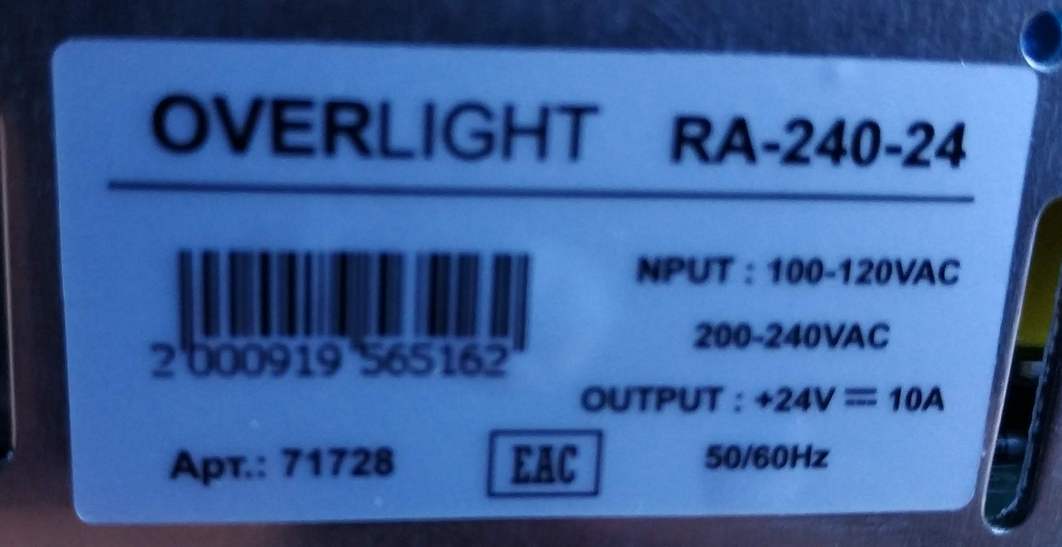 OVERLIGHT RA-240-24
NPUT : 100-120VAC
200-240VAC
2 000919 565162
OUTPUT : +24V ⎓ 10A
Арт.: 71728
EAC
50/60Hz